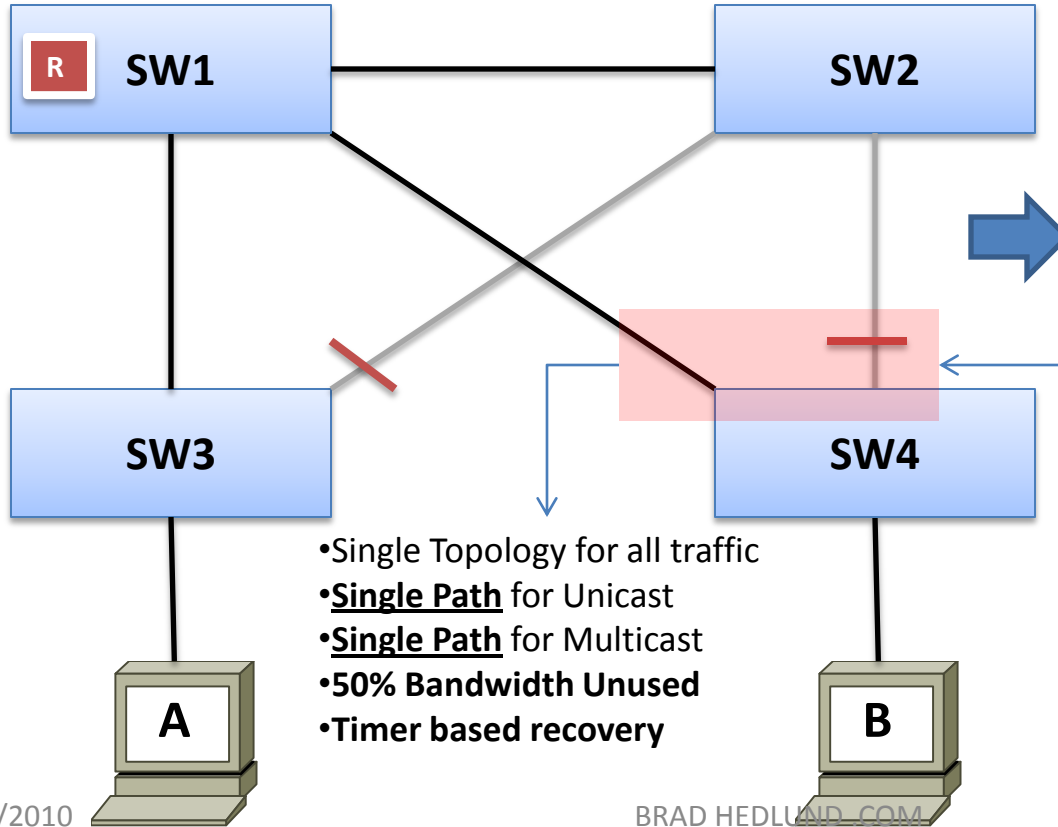 R
SW1
SW2
SW3
SW4
•Single Topology for all traffic
•Single Path for Unicast
•Single Path for Multicast
•50% Bandwidth Unused
•Timer based recovery
A
B
/2010
BRAD HEDLUND .COM